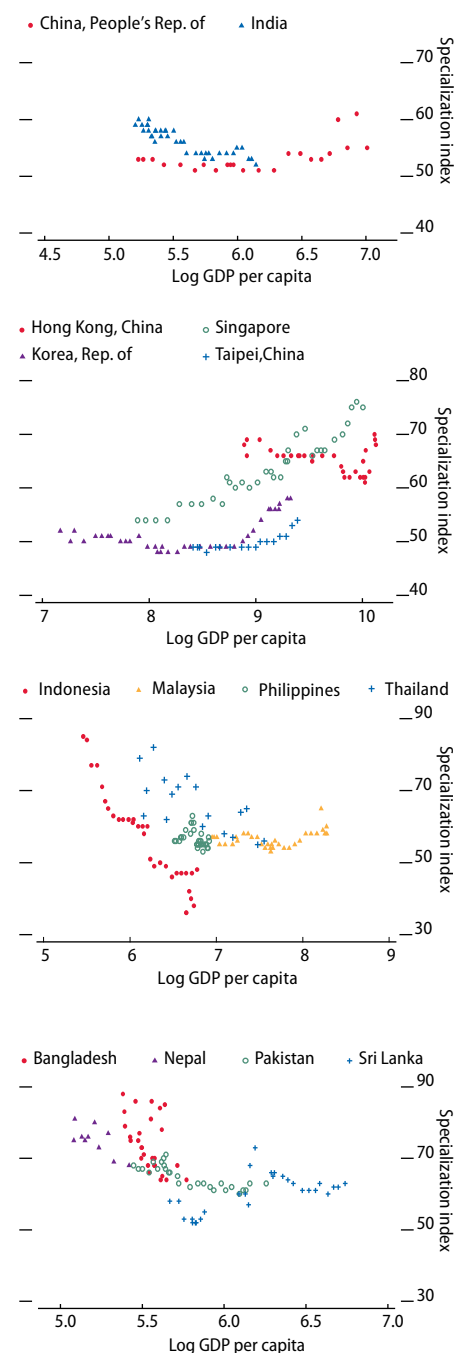 China, People's Rep. of India
70
60
50
40
Specialization index
4.5 5.0 5.5 6.0 6.5 7.0
Log GDP per capita
Hong Kong, China Singapore
Korea, Rep. of Taipei,China
80
70
60
50
40
Specialization index
7 8 9 10
Log GDP per capita
Indonesia Malaysia Philippines Thailand
90
70
50
30
Specialization index
5 6 7 8 9
Log GDP per capita
Bangladesh Nepal Pakistan Sri Lanka
90
70
50
30
Specialization index
5.0 5.5 6.0 6.5 7.0
Log GDP per capita